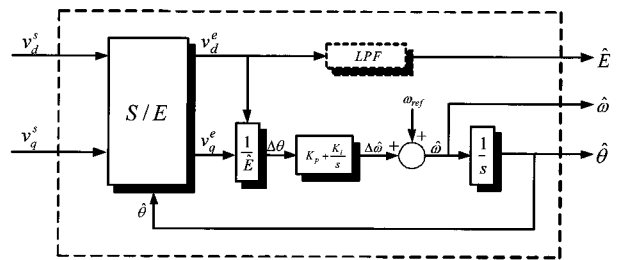 v_d^s
v_q^s
S / E
v_d^e
v_q^e
LPF
Ê
ω_ref
ω̂
1/Ê
Δθ
K_p + K_i/s
Δω̂
+
+
ω̂
1/s
θ̂
θ̂